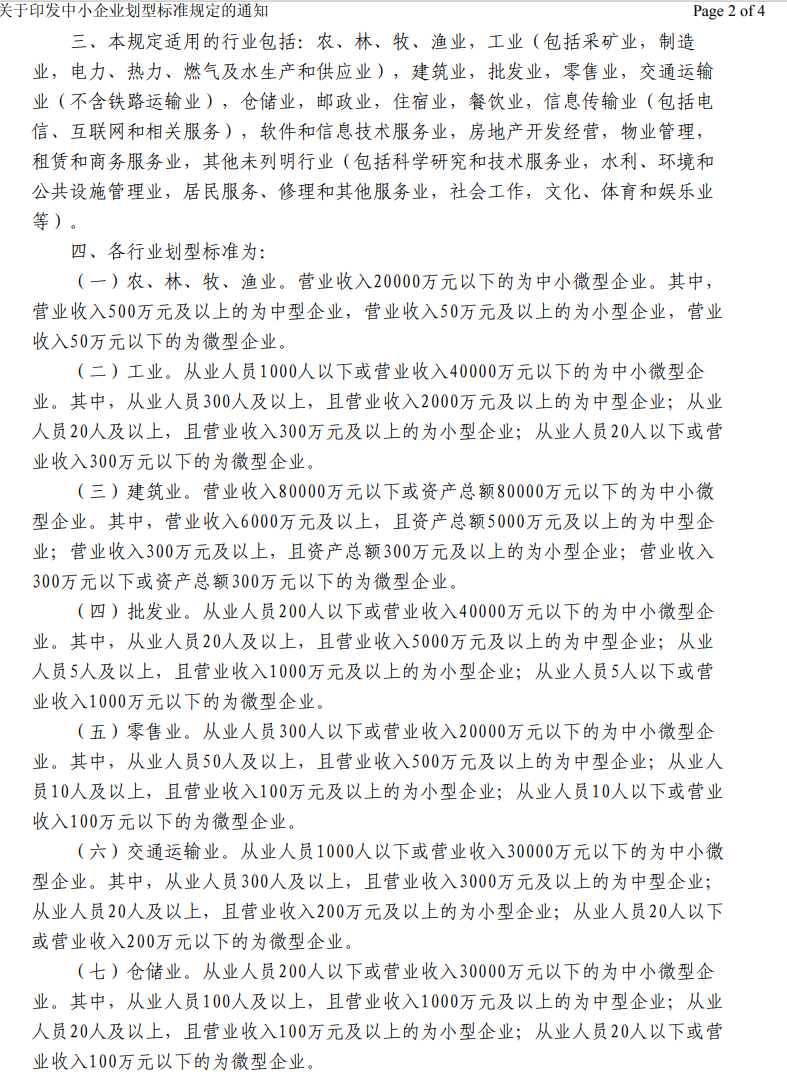 关于印发中小企业划型标准规定的通知 Page 2 of 4
三、本规定适用的行业包括：农、林、牧、渔业，工业（包括采矿业，制造
业，电力、热力、燃气及水生产和供应业），建筑业，批发业，零售业，交通运输
业（不含铁路运输业），仓储业，邮政业，住宿业，餐饮业，信息传输业（包括电
信、互联网和相关服务），软件和信息技术服务业，房地产开发经营，物业管理，
租赁和商务服务业，其他未列明行业（包括科学研究和技术服务业，水利、环境和
公共设施管理业，居民服务、修理和其他服务业，社会工作，文化、体育和娱乐业
等）。
四、各行业划型标准为：
（一）农、林、牧、渔业。营业收入20000万元以下的为中小微型企业。其中，
营业收入500万元及以上的为中型企业，营业收入50万元及以上的为小型企业，营业
收入50万元以下的为微型企业。
（二）工业。从业人员1000人以下或营业收入40000万元以下的为中小微型企
业。其中，从业人员300人及以上，且营业收入2000万元及以上的为中型企业；从业
人员20人及以上，且营业收入300万元及以上的为小型企业；从业人员20人以下或营
业收入300万元以下的为微型企业。
（三）建筑业。营业收入80000万元以下或资产总额80000万元以下的为中小微
型企业。其中，营业收入6000万元及以上，且资产总额5000万元及以上的为中型企
业；营业收入300万元及以上，且资产总额300万元及以上的为小型企业；营业收入
300万元以下或资产总额300万元以下的为微型企业。
（四）批发业。从业人员200人以下或营业收入40000万元以下的为中小微型企
业。其中，从业人员20人及以上，且营业收入5000万元及以上的为中型企业；从业
人员5人及以上，且营业收入1000万元及以上的为小型企业；从业人员5人以下或营
业收入1000万元以下的为微型企业。
（五）零售业。从业人员300人以下或营业收入20000万元以下的为中小微型企
业。其中，从业人员50人及以上，且营业收入500万元及以上的为中型企业；从业人
员10人及以上，且营业收入100万元及以上的为小型企业；从业人员10人以下或营业
收入100万元以下的为微型企业。
（六）交通运输业。从业人员1000人以下或营业收入30000万元以下的为中小微
型企业。其中，从业人员300人及以上，且营业收入3000万元及以上的为中型企业；
从业人员20人及以上，且营业收入200万元及以上的为小型企业；从业人员20人以下
或营业收入200万元以下的为微型企业。
（七）仓储业。从业人员200人以下或营业收入30000万元以下的为中小微型企
业。其中，从业人员100人及以上，且营业收入1000万元及以上的为中型企业；从业
人员20人及以上，且营业收入100万元及以上的为小型企业；从业人员20人以下或营
业收入100万元以下的为微型企业。